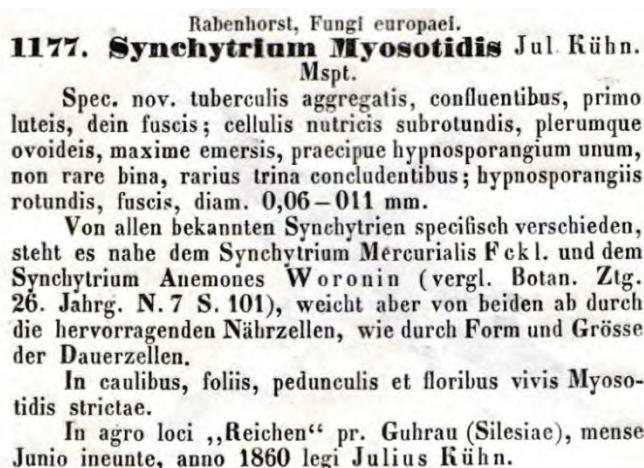 Rabenhorst, Fungi europaei.
1177. Synchytrium Myosotidis Jul. Kühn.
Mspt.
Spec. nov. tuberculis aggregatis, confluentibus, primo
luteis, dein fuscis; cellulis nutricis subrotundis, plerumque
ovoideis, maxime emersis, praecipue hypnosporangium unum,
non rare bina, rarius trina concludentibus; hypnosporangiis
rotundis, fuscis, diam. 0,06–011 mm.
Von allen bekannten Synchytrien specifisch verschieden,
steht es nahe dem Synchytrium Mercurialis Fckl. und dem
Synchytrium Anemones Woronin (vergl. Botan. Ztg.
26. Jahrg. N. 7 S. 101), weicht aber von beiden ab durch
die hervorragenden Nährzellen, wie durch Form und Grösse
der Dauerzellen.
In caulibus, foliis, pedunculis et floribus vivis Myoso-
tidis strictae.
In agro loci „Reichen“ pr. Guhrau (Silesiae), mense
Junio ineunte, anno 1860 legi Julius Kühn.